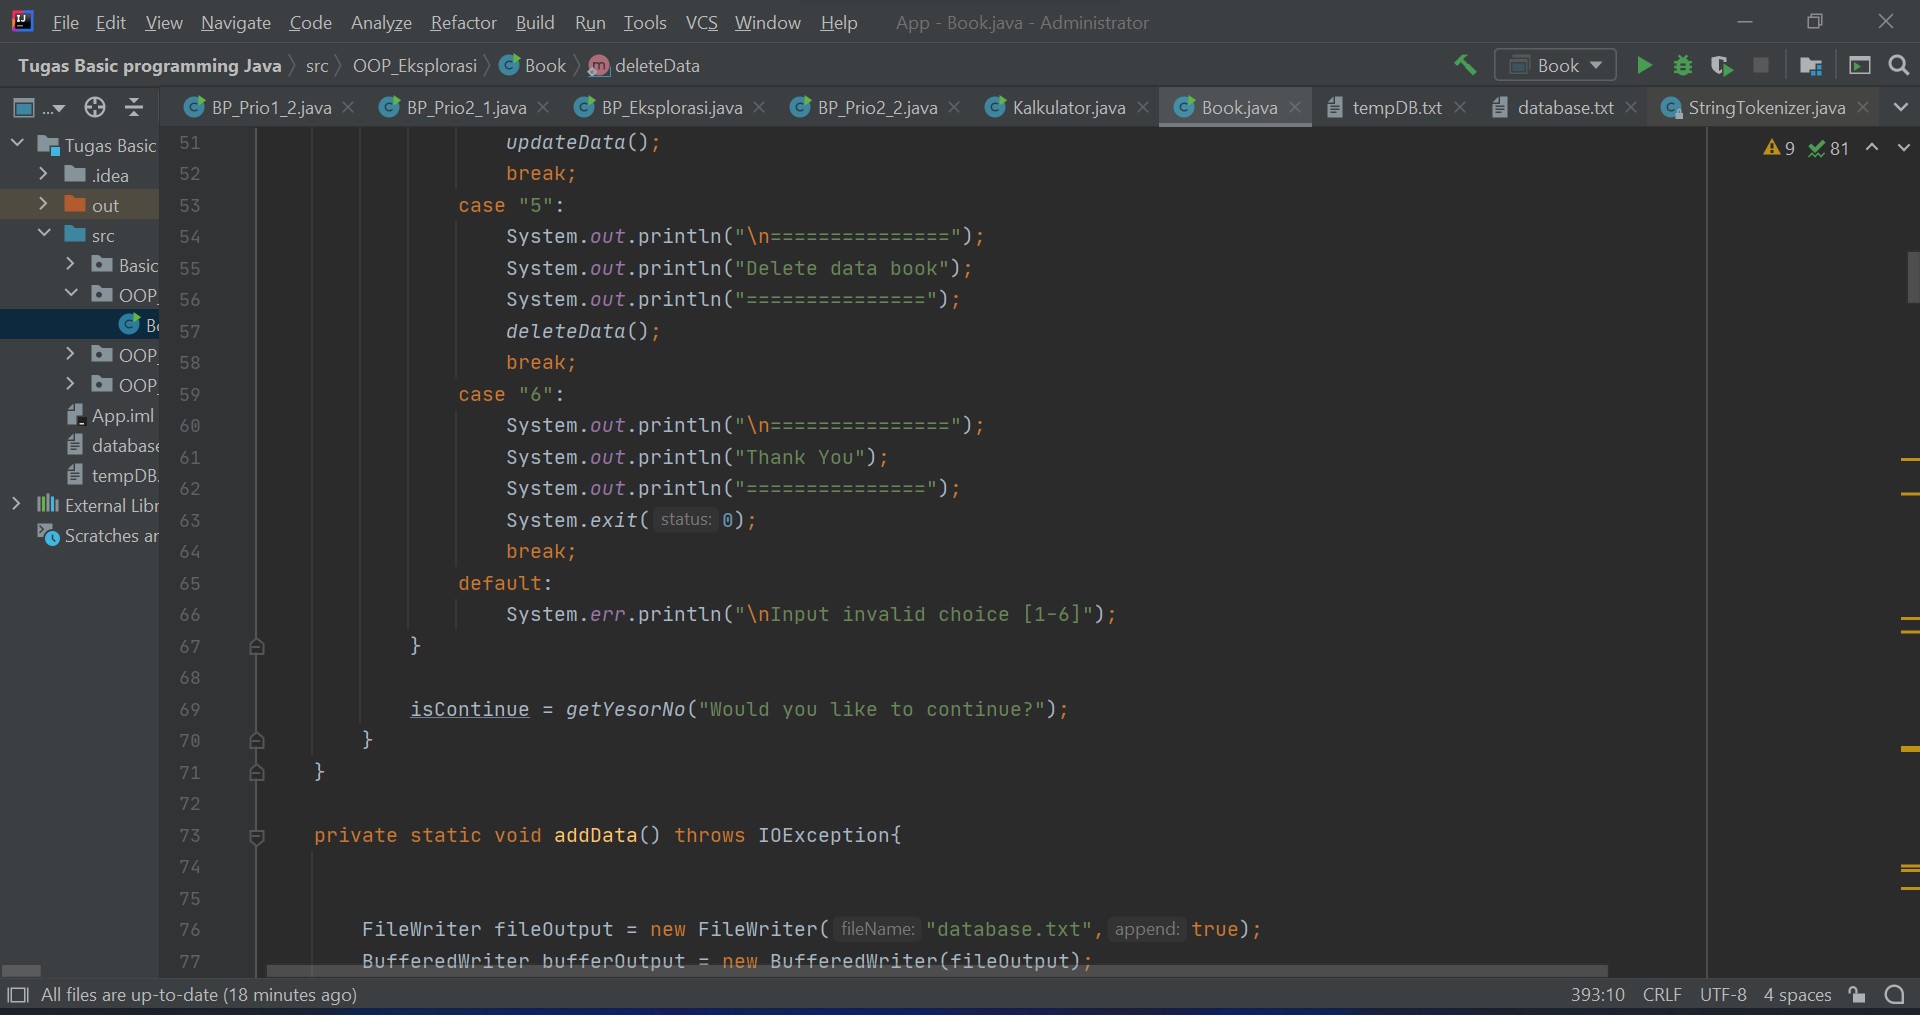 File Edit View Navigate Code Analyze Refactor Build Run Tools VCS Window Help App - Book.java - Administrator
Tugas Basic programming Java src OOP_Eksplorasi Book deleteData Book
... BP_Prio1_2.java BP_Prio2_1.java BP_Eksplorasi.java BP_Prio2_2.java Kalkulator.java Book.java tempDB.txt database.txt StringTokenizer.java
9 81
Tugas Basic
.idea
out
src
Basic
OOP_
Bo
OOP_
OOP_
App.iml
database
tempDB.
External Libr
Scratches ar
51 updateData();
52 break;
53 case "5":
54 System.out.println("\n===============");
55 System.out.println("Delete data book");
56 System.out.println("===============");
57 deleteData();
58 break;
59 case "6":
60 System.out.println("\n===============");
61 System.out.println("Thank You");
62 System.out.println("===============");
63 System.exit( status: 0);
64 break;
65 default:
66 System.err.println("\nInput invalid choice [1-6]");
67 }
68
69 isContinue = getYesorNo("Would you like to continue?");
70 }
71 }
72
73 private static void addData() throws IOException{
74
75
76 FileWriter fileOutput = new FileWriter( fileName: "database.txt", append: true);
77 BufferedWriter bufferOutput = new BufferedWriter(fileOutput);
All files are up-to-date (18 minutes ago) 393:10 CRLF UTF-8 4 spaces